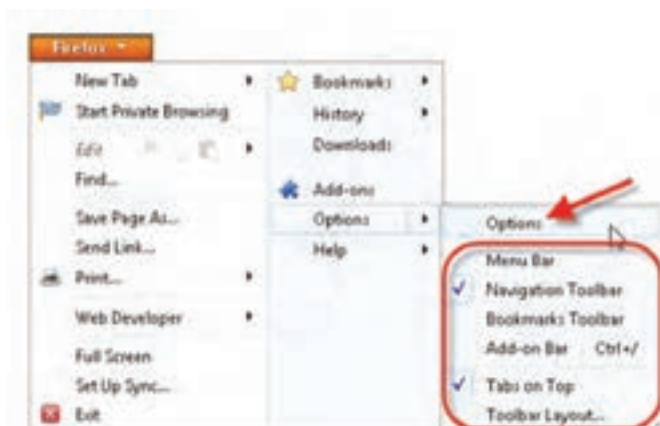 Firefox
New Tab
Start Private Browsing
Edit
Find...
Save Page As...
Send Link...
Print...
Web Developer
Full Screen
Set Up Sync...
Exit
Bookmarks
History
Downloads
Add-ons
Options
Help
Options
Menu Bar
Navigation Toolbar
Bookmarks Toolbar
Add-on Bar Ctrl+/
Tabs on Top
Toolbar Layout...